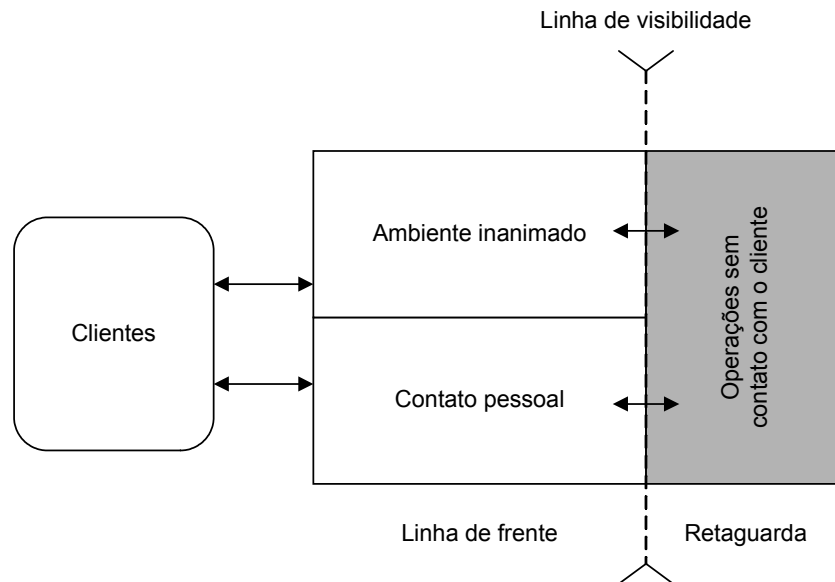 Linha de visibilidade
Ambiente inanimado
Clientes
Contato pessoal
Operações sem
contato com o cliente
Linha de frente
Retaguarda